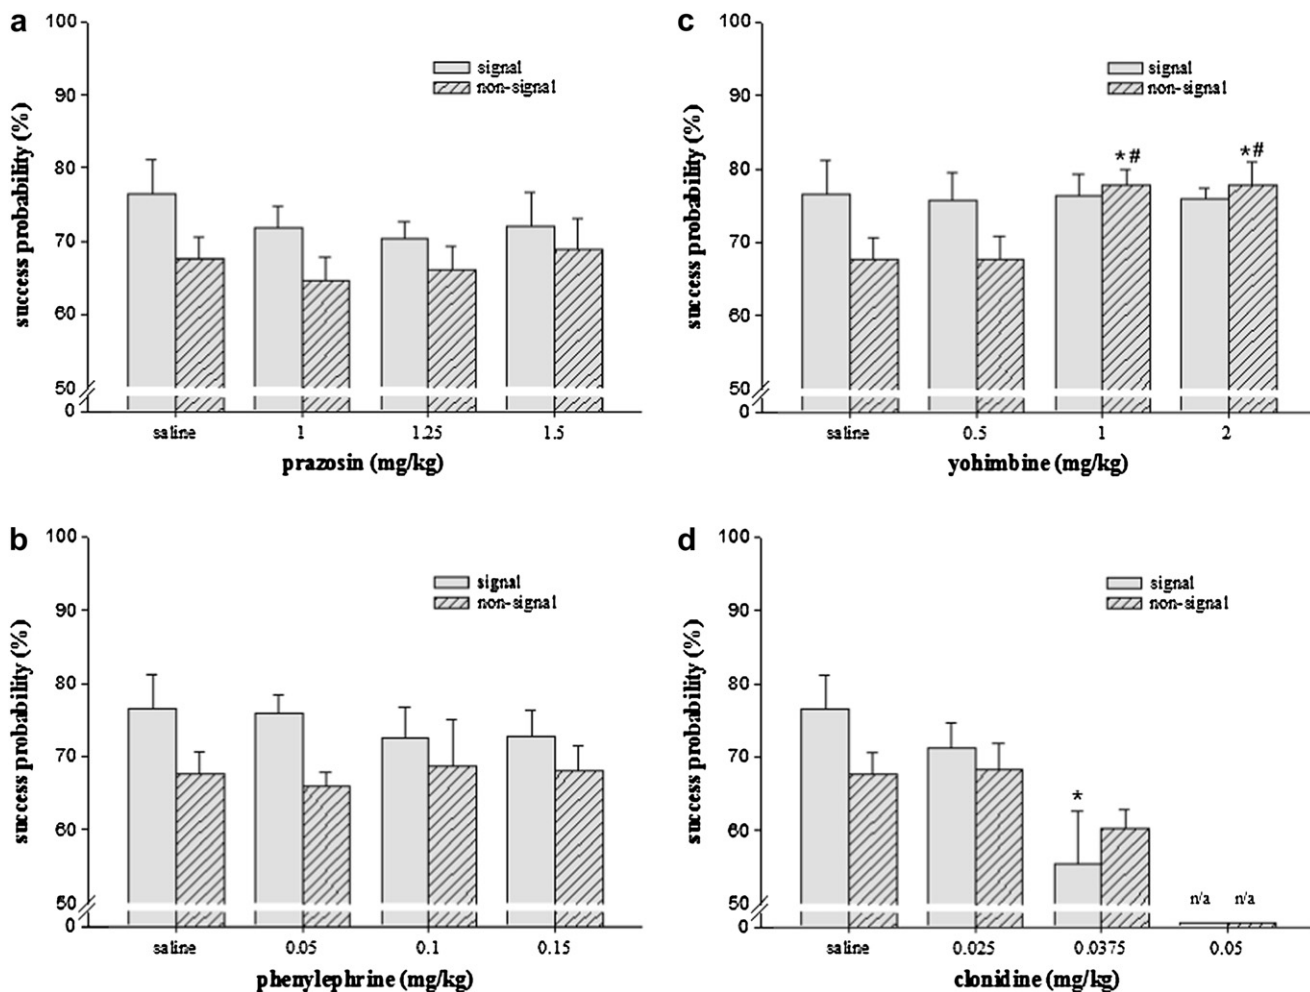 a
100
90
80
70
60
50
0
success probability (%)
signal
non-signal
saline 1 1.25 1.5
prazosin (mg/kg)
c
100
90
80
70
60
50
0
success probability (%)
signal
non-signal
*# *#
saline 0.5 1 2
yohimbine (mg/kg)
b
100
90
80
70
60
50
0
success probability (%)
signal
non-signal
saline 0.05 0.1 0.15
phenylephrine (mg/kg)
d
100
90
80
70
60
50
0
success probability (%)
signal
non-signal
*
n/a n/a
saline 0.025 0.0375 0.05
clonidine (mg/kg)